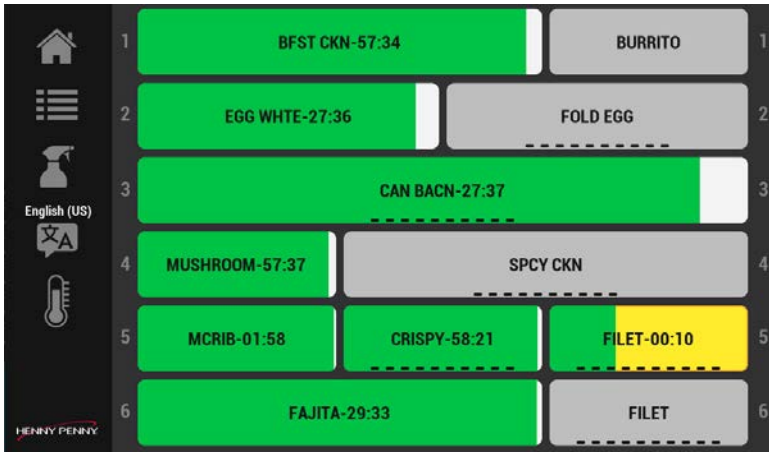 1 BFST CKN-57:34 BURRITO 1
2 EGG WHTE-27:36 FOLD EGG 2
3 CAN BACN-27:37 3
English (US)
文A
4 MUSHROOM-57:37 SPCY CKN 4
5 MCRIB-01:58 CRISPY-58:21 FILET-00:10 5
6 FAJITA-29:33 FILET 6
HENNY PENNY